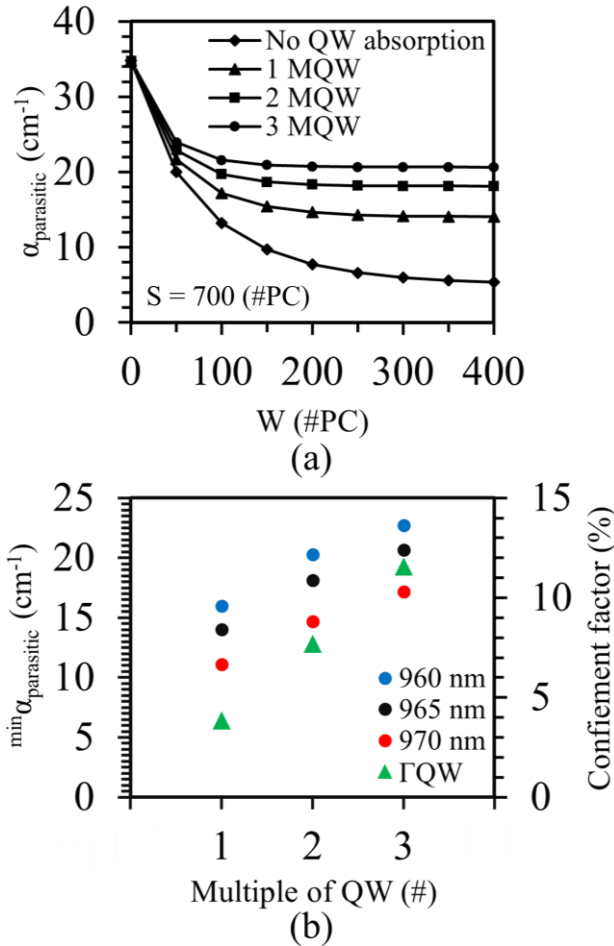 40
30
20
10
0
α_parasitic (cm⁻¹)
No QW absorption
1 MQW
2 MQW
3 MQW
S = 700 (#PC)
0 100 200 300 400
W (#PC)
(a)
25
20
15
10
5
0
ᵐⁱⁿα_parasitic (cm⁻¹)
15
10
5
0
Confiement factor (%)
960 nm
965 nm
970 nm
ΓQW
1 2 3
Multiple of QW (#)
(b)